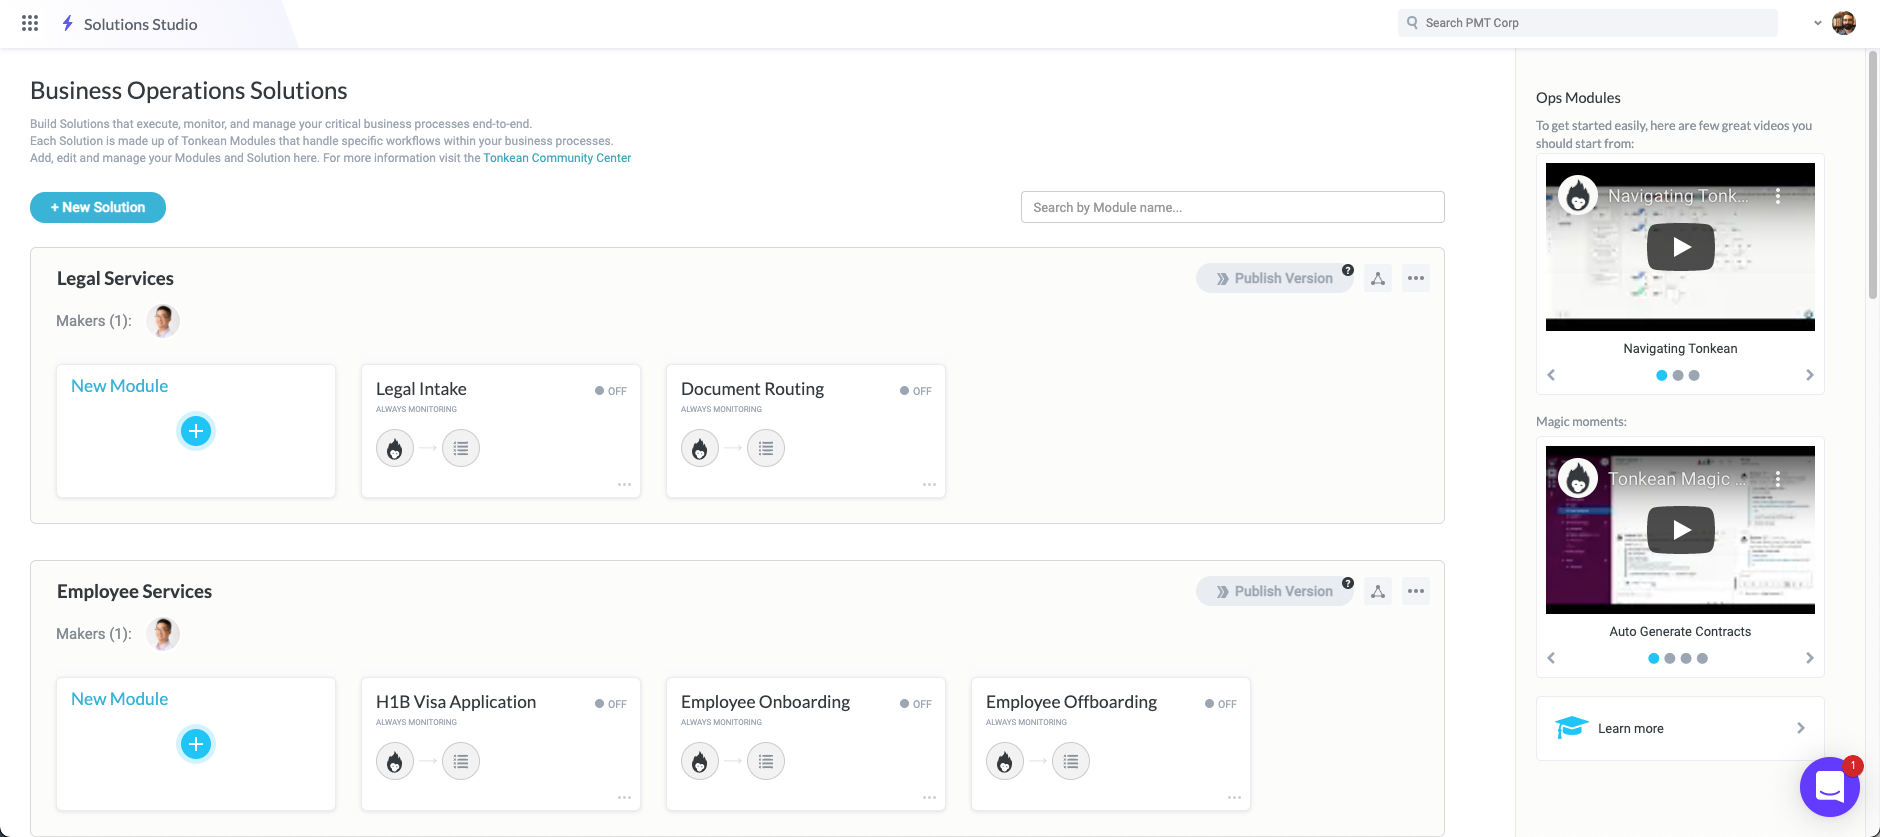 Solutions Studio
Search PMT Corp
Business Operations Solutions
Build Solutions that execute, monitor, and manage your critical business processes end-to-end.
Each Solution is made up of Tonkean Modules that handle specific workflows within your business processes.
Add, edit and manage your Modules and Solution here. For more information visit the Tonkean Community Center
+ New Solution
Search by Module name...
Legal Services
Publish Version
?
Makers (1):
New Module
Legal Intake
OFF
ALWAYS MONITORING
Document Routing
OFF
ALWAYS MONITORING
Employee Services
Publish Version
?
Makers (1):
New Module
H1B Visa Application
OFF
ALWAYS MONITORING
Employee Onboarding
OFF
ALWAYS MONITORING
Employee Offboarding
OFF
ALWAYS MONITORING
Ops Modules
To get started easily, here are few great videos you
should start from:
Navigating Tonk...
Navigating Tonkean
Magic moments:
Tonkean Magic ...
Auto Generate Contracts
Learn more
1